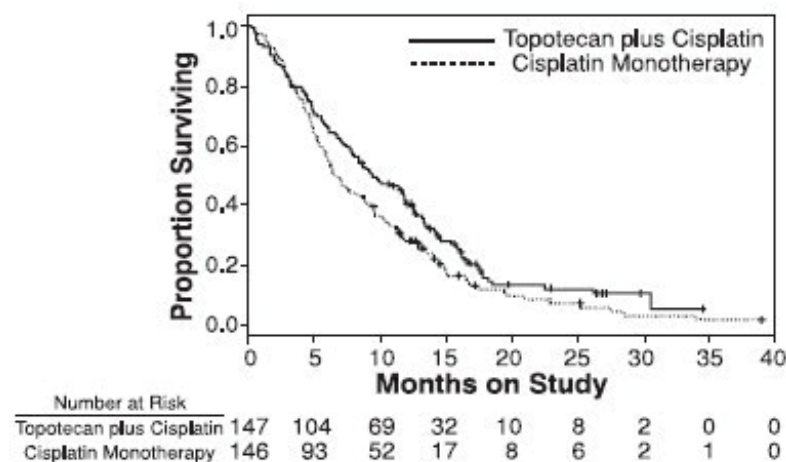 Topotecan plus Cisplatin
Cisplatin Monotherapy
Proportion Surviving
1.0
0.8
0.6
0.4
0.2
0.0
0 5 10 15 20 25 30 35 40
Months on Study
Number at Risk
Topotecan plus Cisplatin 147 104 69 32 10 8 2 0 0
Cisplatin Monotherapy 146 93 52 17 8 6 2 1 0